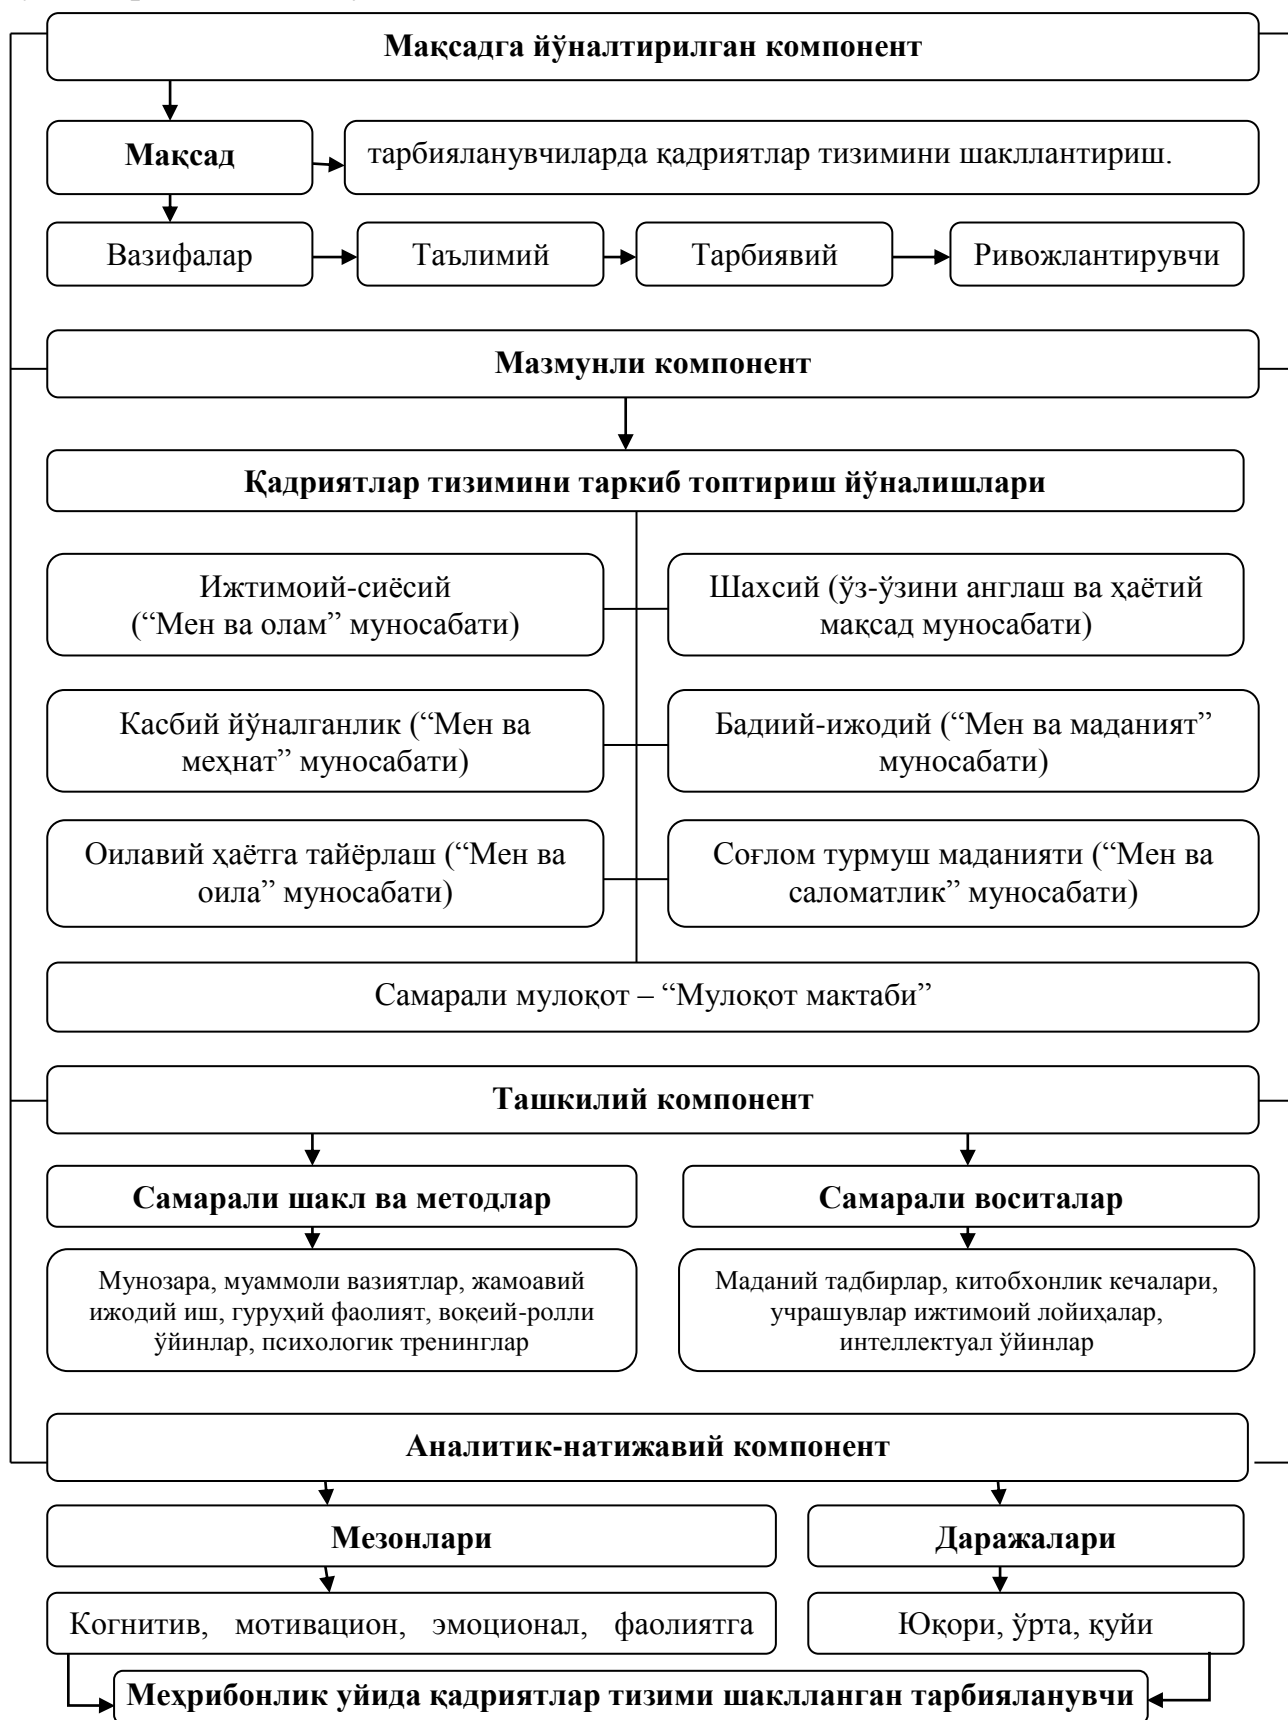 Мақсадга йўналтирилган компонент
Мақсад
тарбияланувчиларда қадриятлар тизимини шакллантириш.
Вазифалар
Таълимий
Тарбиявий
Ривожлантирувчи
Мазмунли компонент
Қадриятлар тизимини таркиб топтириш йўналишлари
Ижтимоий-сиёсий
(“Мен ва олам” муносабати)
Шахсий (ўз-ўзини англаш ва ҳаётий
мақсад муносабати)
Касбий йўналганлик (“Мен ва
меҳнат” муносабати)
Бадиий-ижодий (“Мен ва маданият”
муносабати)
Оилавий ҳаётга тайёрлаш (“Мен ва
оила” муносабати)
Соғлом турмуш маданияти (“Мен ва
саломатлик” муносабати)
Самарали мулоқот – “Мулоқот мактаби”
Ташкилий компонент
Самарали шакл ва методлар
Самарали воситалар
Мунозара, муаммоли вазиятлар, жамоавий
ижодий иш, гуруҳий фаолият, воқеий-ролли
ўйинлар, психологик тренинглар
Маданий тадбирлар, китобхонлик кечалари,
учрашувлар ижтимоий лойиҳалар,
интеллектуал ўйинлар
Аналитик-натижавий компонент
Мезонлари
Даражалари
Когнитив, мотивацион, эмоционал, фаолиятга
Юқори, ўрта, қуйи
Меҳрибонлик уйида қадриятлар тизими шаклланган тарбияланувчи